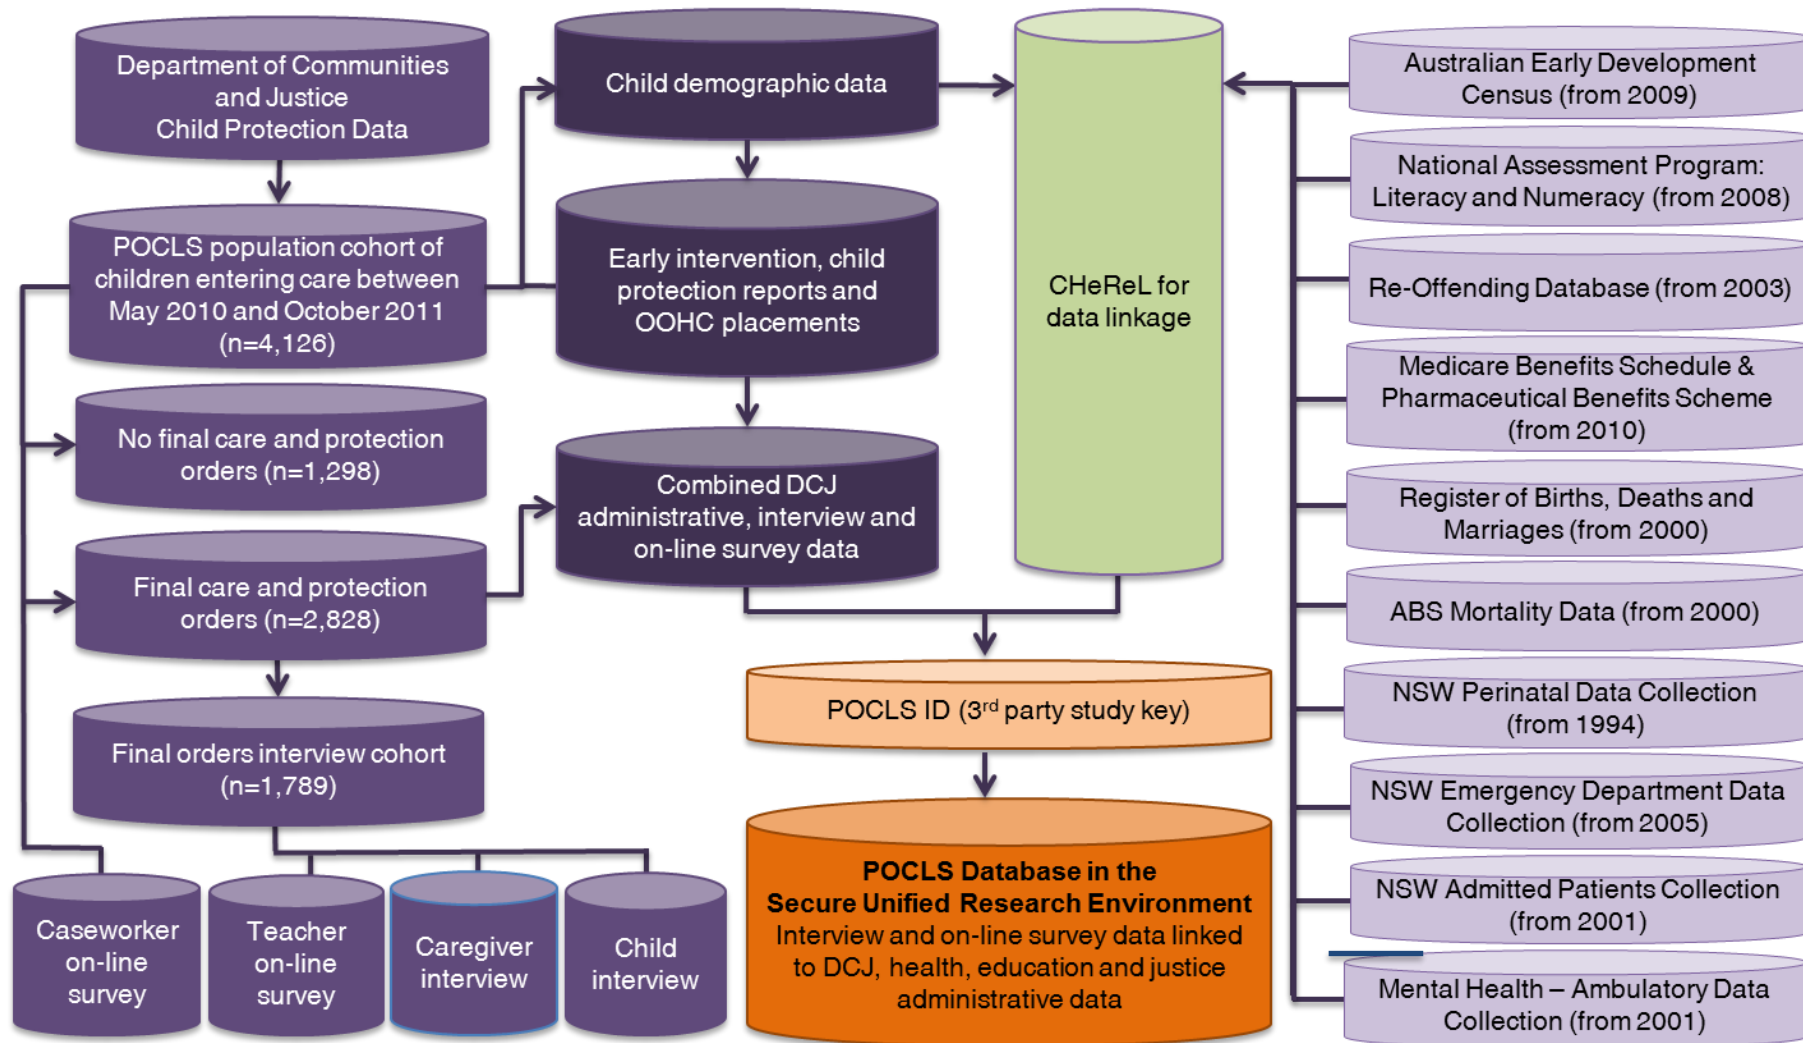 Department of Communities
and Justice
Child Protection Data
POCLS population cohort of
children entering care between
May 2010 and October 2011
(n=4,126)
No final care and protection
orders (n=1,298)
Final care and protection
orders (n=2,828)
Final orders interview cohort
(n=1,789)
Caseworker
on-line
survey
Teacher
on-line
survey
Caregiver
interview
Child
interview
Child demographic data
Early intervention, child
protection reports and
OOHC placements
Combined DCJ
administrative, interview and
on-line survey data
CHeReL for
data linkage
POCLS ID (3rd party study key)
POCLS Database in the
Secure Unified Research Environment
Interview and on-line survey data linked
to DCJ, health, education and justice
administrative data
Australian Early Development
Census (from 2009)
National Assessment Program:
Literacy and Numeracy (from 2008)
Re-Offending Database (from 2003)
Medicare Benefits Schedule &
Pharmaceutical Benefits Scheme
(from 2010)
Register of Births, Deaths and
Marriages (from 2000)
ABS Mortality Data (from 2000)
NSW Perinatal Data Collection
(from 1994)
NSW Emergency Department Data
Collection (from 2005)
NSW Admitted Patients Collection
(from 2001)
Mental Health – Ambulatory Data
Collection (from 2001)